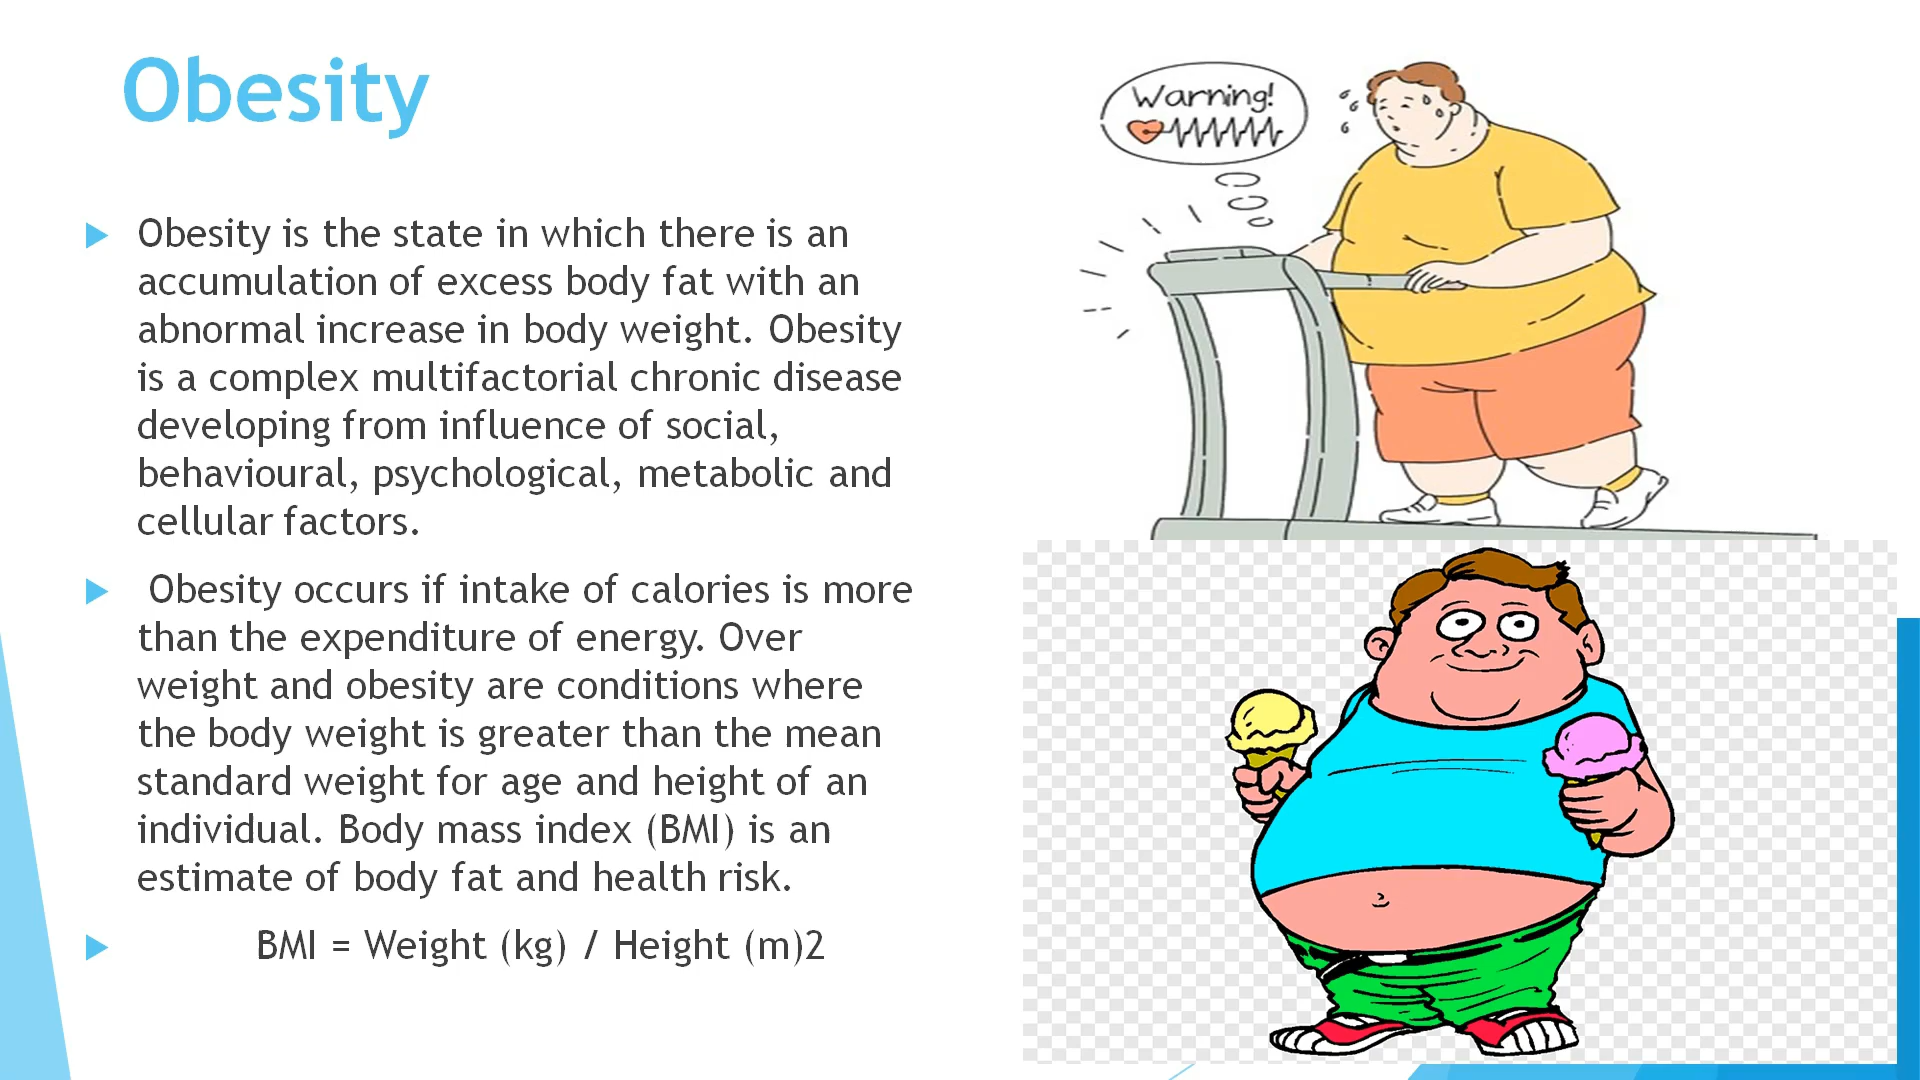 Obesity
Warning!
Obesity is the state in which there is an
accumulation of excess body fat with an
abnormal increase in body weight. Obesity
is a complex multifactorial chronic disease
developing from influence of social,
behavioural, psychological, metabolic and
cellular factors.
Obesity occurs if intake of calories is more
than the expenditure of energy. Over
weight and obesity are conditions where
the body weight is greater than the mean
standard weight for age and height of an
individual. Body mass index (BMI) is an
estimate of body fat and health risk.
BMI = Weight (kg) / Height (m)2